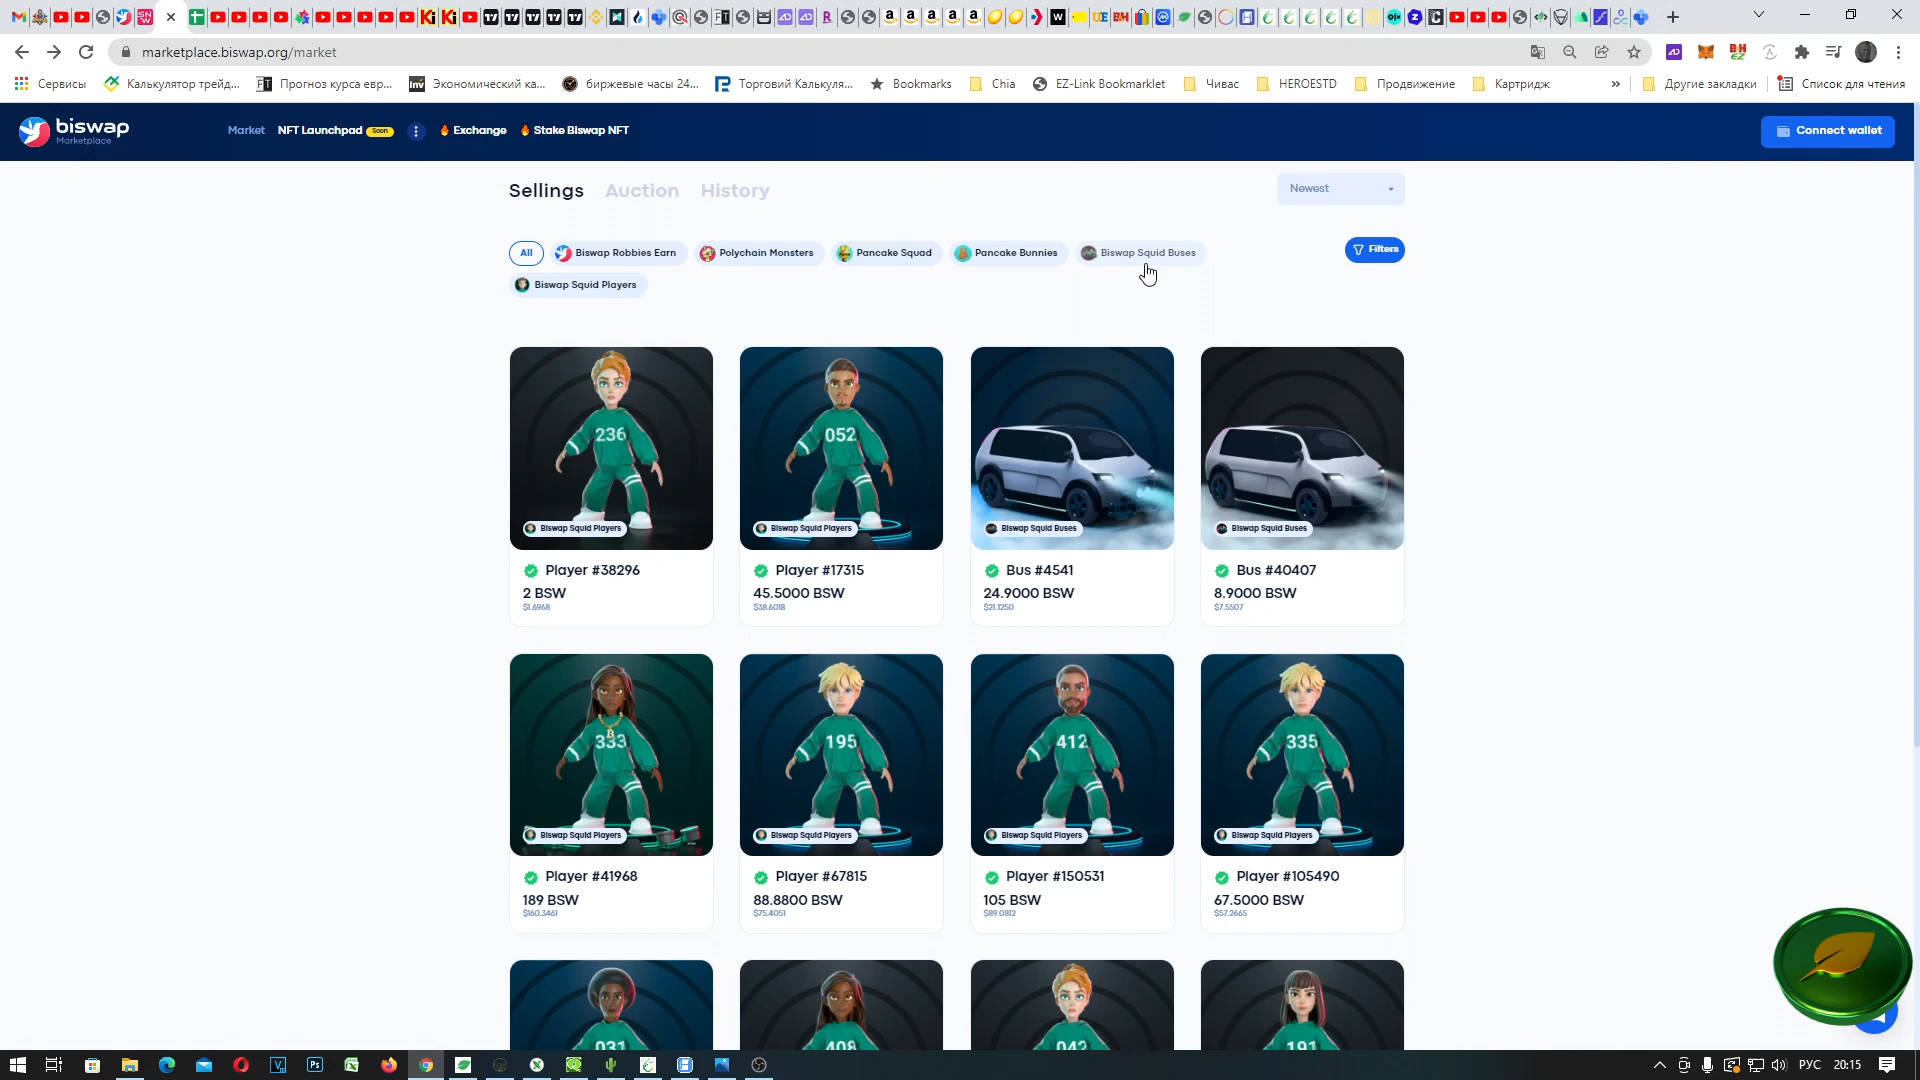 marketplace.biswap.org/market
Сервисы
Калькулятор трейд...
Прогноз курса евр...
Экономический ка...
биржевые часы 24...
Торговий Калькуля...
Bookmarks
Chia
EZ-Link Bookmarklet
Чивас
HEROESTD
Продвижение
Картридж
»
Другие закладки
Список для чтения
biswap
Marketplace
Market
NFT Launchpad
Soon
Exchange
Stake Biswap NFT
Connect wallet
Sellings
Auction
History
Newest
All
Biswap Robbies Earn
Polychain Monsters
Pancake Squad
Pancake Bunnies
Biswap Squid Buses
Filters
Biswap Squid Players
236
Biswap Squid Players
Player #38296
2 BSW
$1.6968
052
Biswap Squid Players
Player #17315
45.5000 BSW
$38.6018
Biswap Squid Buses
Bus #4541
24.9000 BSW
$21.1250
Biswap Squid Buses
Bus #40407
8.9000 BSW
$7.5507
333
Biswap Squid Players
Player #41968
189 BSW
$160.3461
195
Biswap Squid Players
Player #67815
88.8800 BSW
$75.4051
412
Biswap Squid Players
Player #150531
105 BSW
$89.0812
335
Biswap Squid Players
Player #105490
67.5000 BSW
$57.2665
031
408
042
191
РУС
20:15